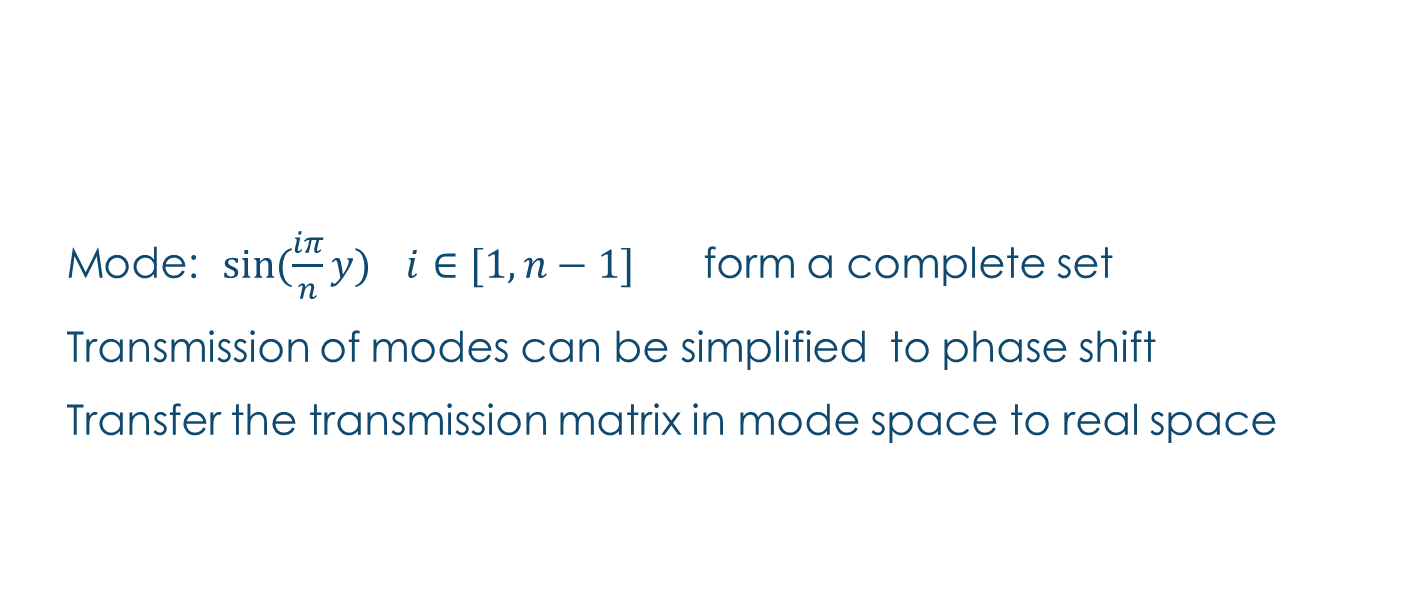 Mode: sin(iπ/n y) i ∈ [1, n − 1] form a complete set
Transmission of modes can be simplified to phase shift
Transfer the transmission matrix in mode space to real space